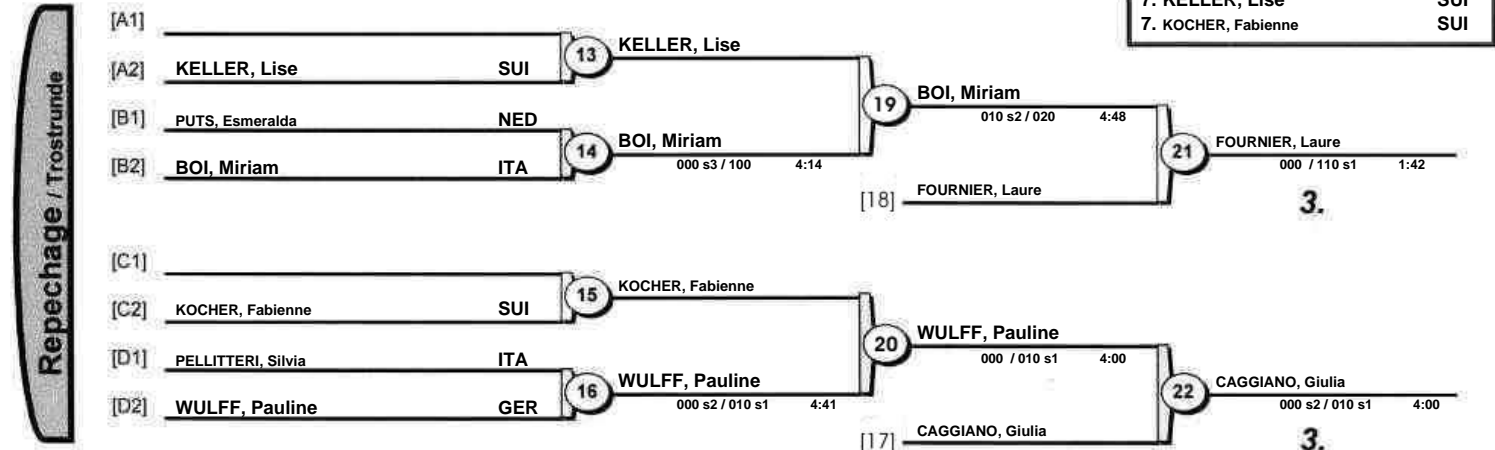 7. KELLER, Lise SUI
7. KOCHER, Fabienne SUI
Repechage / Trostrunde
[A1]
[A2] KELLER, Lise SUI
13 KELLER, Lise
[B1] PUTS, Esmeralda NED
[B2] BOI, Miriam ITA
14 BOI, Miriam
000 s3 / 100 4:14
19 BOI, Miriam
010 s2 / 020 4:48
[18] FOURNIER, Laure
21 FOURNIER, Laure
000 / 110 s1 1:42
3.
[C1]
[C2] KOCHER, Fabienne SUI
15 KOCHER, Fabienne
[D1] PELLITTERI, Silvia ITA
[D2] WULFF, Pauline GER
16 WULFF, Pauline
000 s2 / 010 s1 4:41
20 WULFF, Pauline
000 / 010 s1 4:00
[17] CAGGIANO, Giulia
22 CAGGIANO, Giulia
000 s2 / 010 s1 4:00
3.